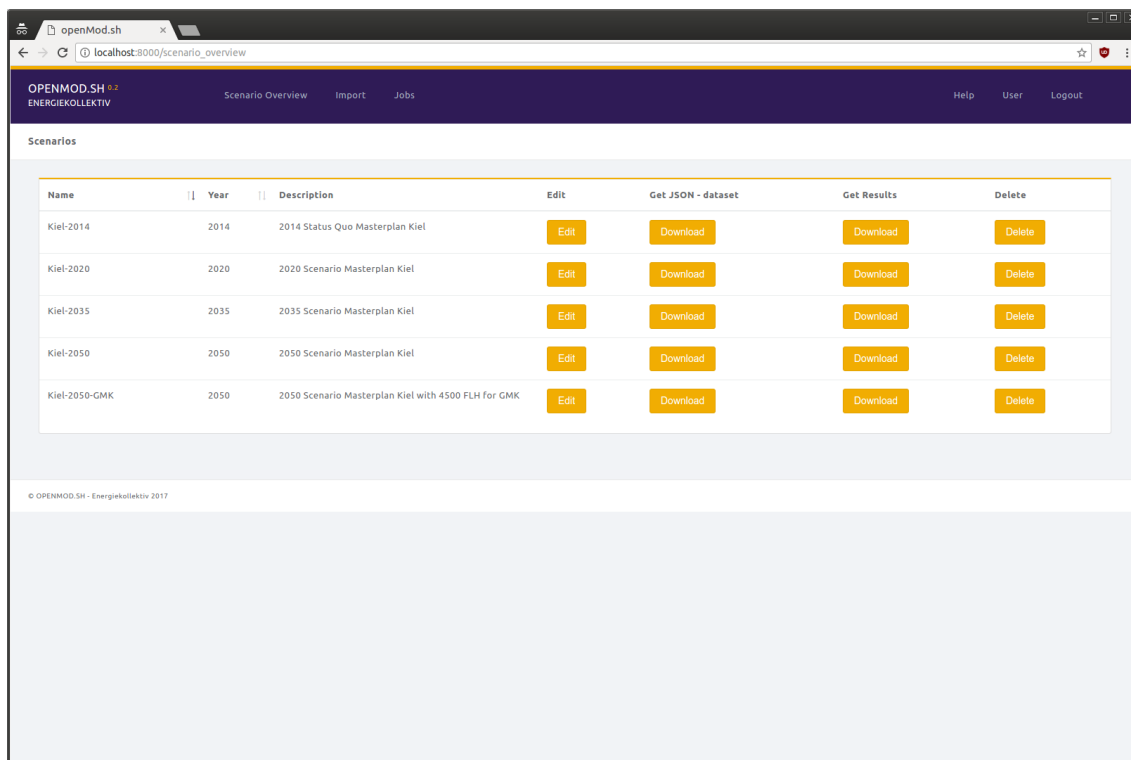 openMod.sh
localhost:8000/scenario_overview
OPENMOD.SH 0.2
ENERGIEKOLLEKTIV
Scenario Overview Import Jobs Help User Logout
Scenarios
Name Year Description Edit Get JSON - dataset Get Results Delete
Kiel-2014 2014 2014 Status Quo Masterplan Kiel Edit Download Download Delete
Kiel-2020 2020 2020 Scenario Masterplan Kiel Edit Download Download Delete
Kiel-2035 2035 2035 Scenario Masterplan Kiel Edit Download Download Delete
Kiel-2050 2050 2050 Scenario Masterplan Kiel Edit Download Download Delete
Kiel-2050-GMK 2050 2050 Scenario Masterplan Kiel with 4500 FLH for GMK Edit Download Download Delete
© OPENMOD.SH - Energiekollektiv 2017